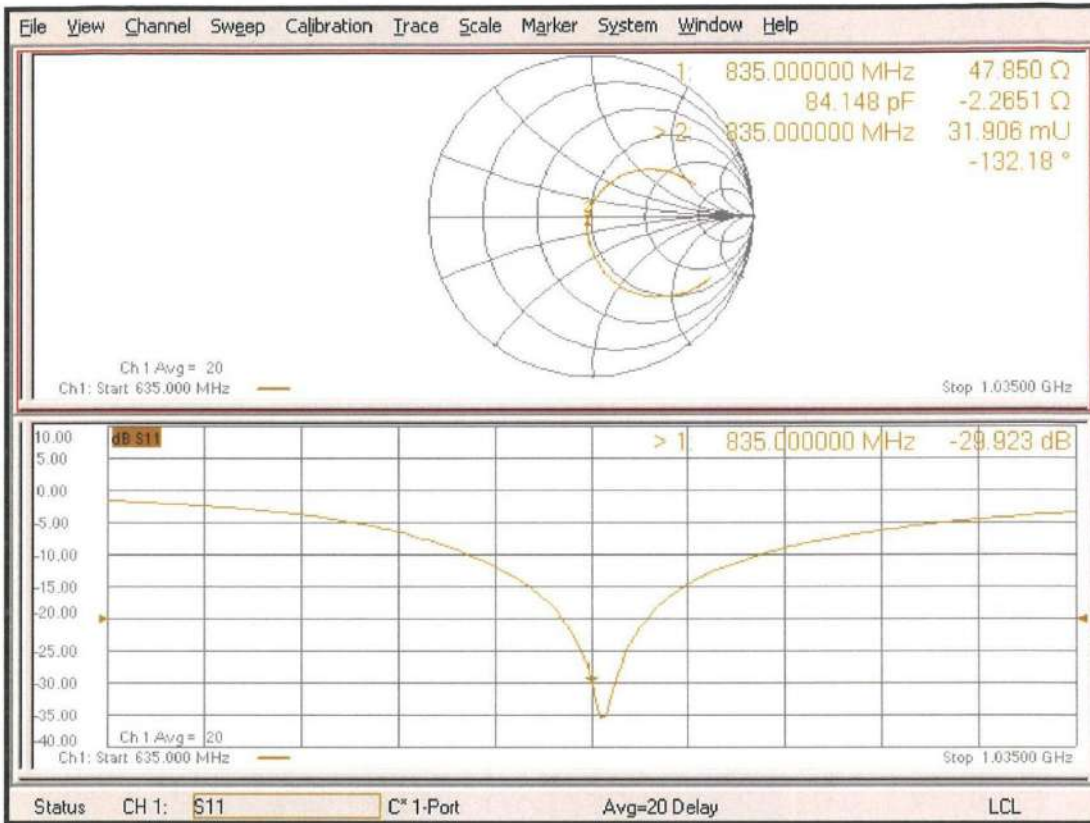 File View Channel Sweep Calibration Trace Scale Marker System Window Help
1: 835.000000 MHz 47.850 Ω
84.148 pF -2.2651 Ω
> 2: 835.000000 MHz 31.906 mU
-132.18 °
Ch 1 Avg = 20
Ch1: Start 635.000 MHz
Stop 1.03500 GHz
10.00
dB S11
> 1: 835.000000 MHz -29.923 dB
5.00
0.00
-5.00
-10.00
-15.00
-20.00
-25.00
-30.00
-35.00
-40.00
Ch 1 Avg = 20
Ch1: Start 635.000 MHz
Stop 1.03500 GHz
Status CH 1: S11 C* 1-Port Avg=20 Delay LCL